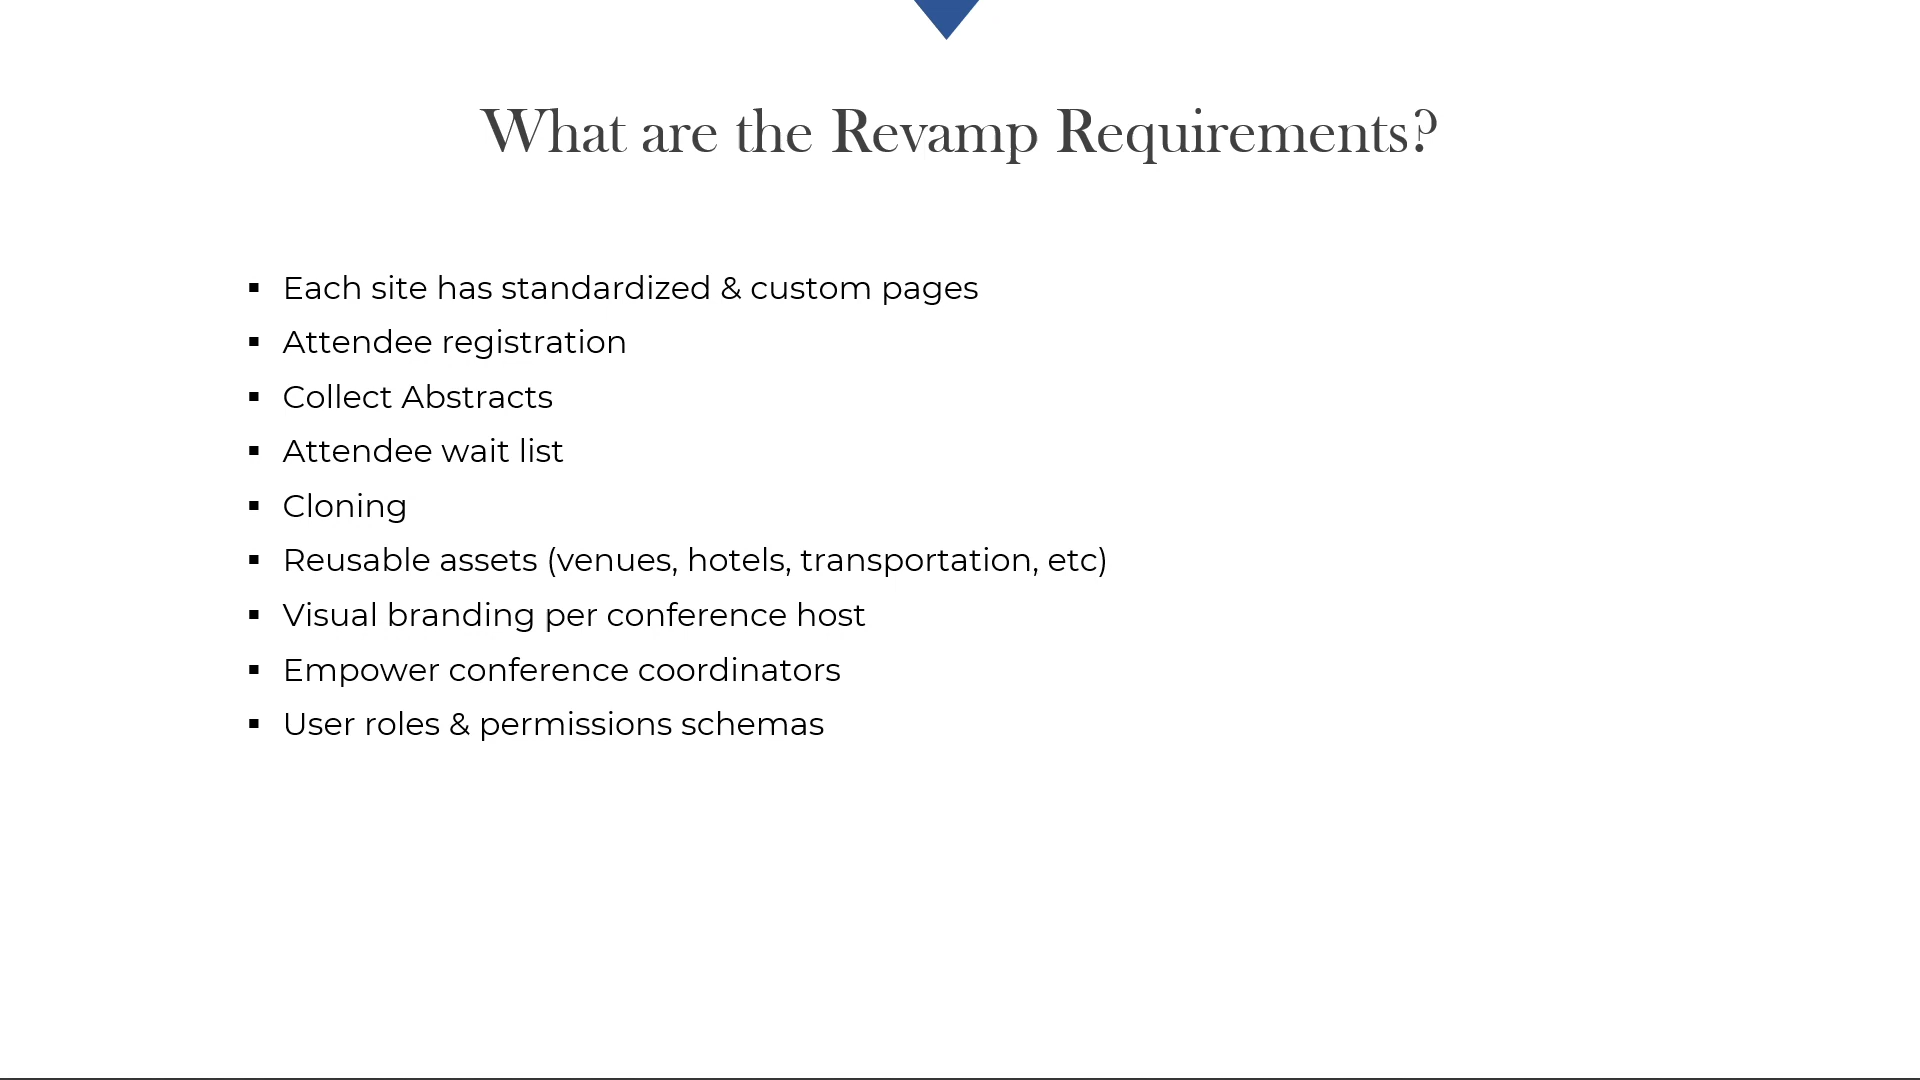 What are the Revamp Requirements?
▪ Each site has standardized & custom pages
▪ Attendee registration
▪ Collect Abstracts
▪ Attendee wait list
▪ Cloning
▪ Reusable assets (venues, hotels, transportation, etc)
▪ Visual branding per conference host
▪ Empower conference coordinators
▪ User roles & permissions schemas